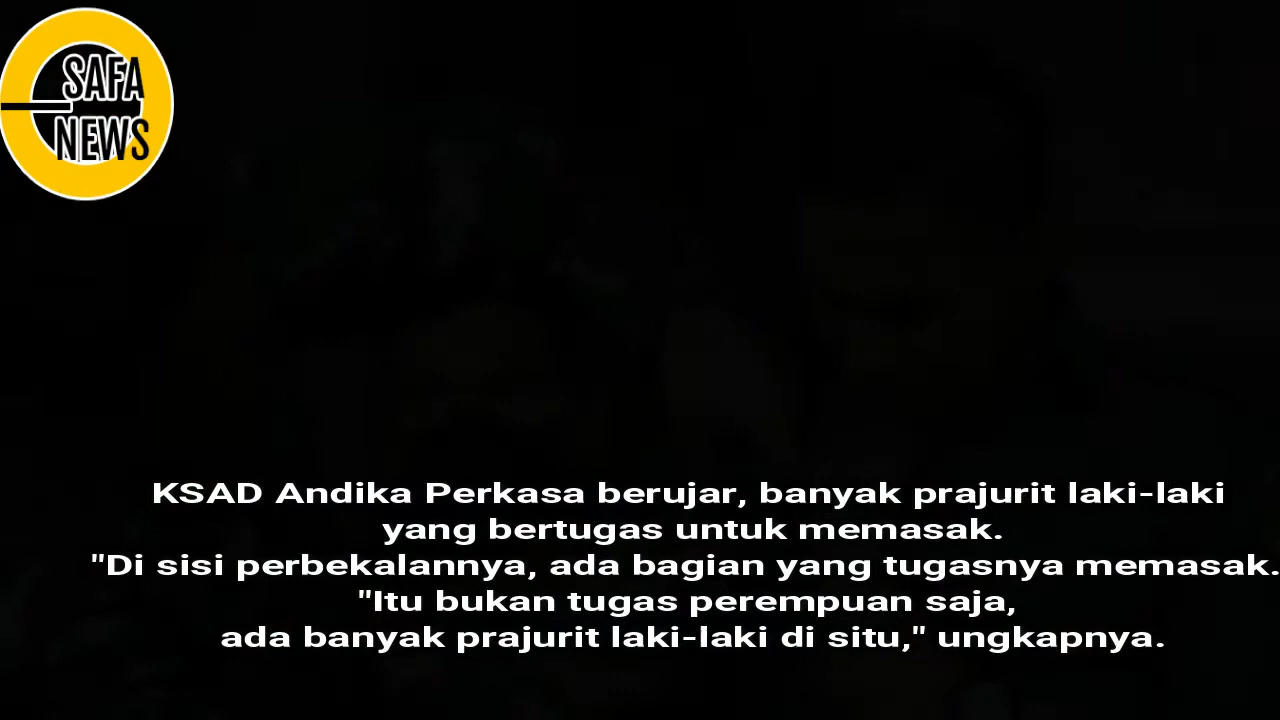 SAFA
NEWS
KSAD Andika Perkasa berujar, banyak prajurit laki-laki
yang bertugas untuk memasak.
"Di sisi perbekalannya, ada bagian yang tugasnya memasak.
"Itu bukan tugas perempuan saja,
ada banyak prajurit laki-laki di situ," ungkapnya.